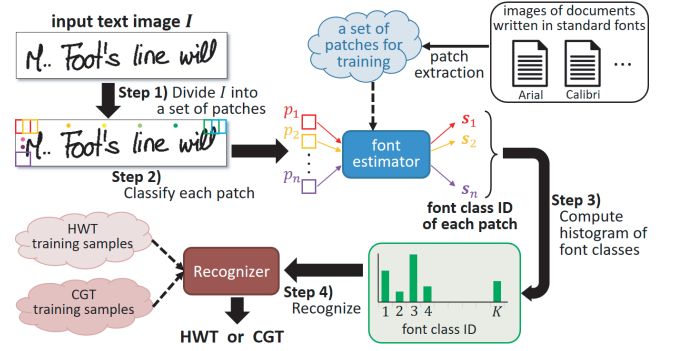 input text image I
M.. Foot's line will
Step 1) Divide I into
a set of patches
M.. Foot's line will
Step 2)
Classify each patch
a set of
patches for
training
patch
extraction
images of documents
written in standard fonts
Arial
Calibri
...
p1
p2
pn
font
estimator
s1
s2
sn
font class ID
of each patch
Step 3)
Compute
histogram of
font classes
HWT
training samples
CGT
training samples
Recognizer
HWT or CGT
Step 4)
Recognize
1 2 3 4 K
font class ID